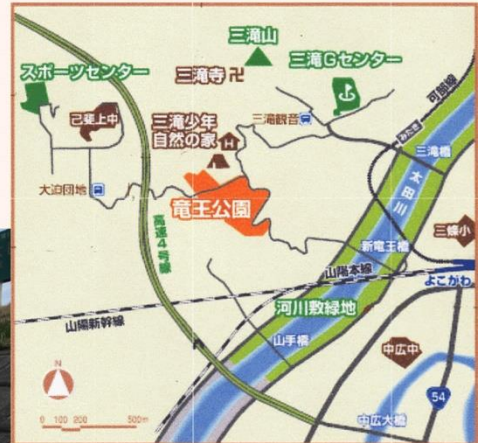 三滝山
三滝Gセンター
スポーツセンター
三滝寺 卍
可部線
己斐上中
三滝少年
自然の家
H
三滝観音
みたき
三滝橋
太田川
大迫団地
竜王公園
三篠小
新竜王橋
高速4号線
山陽本線
よこがわ
山陽新幹線
河川敷緑地
山手橋
中広中
N
54
中広大橋
0 100 200 500m